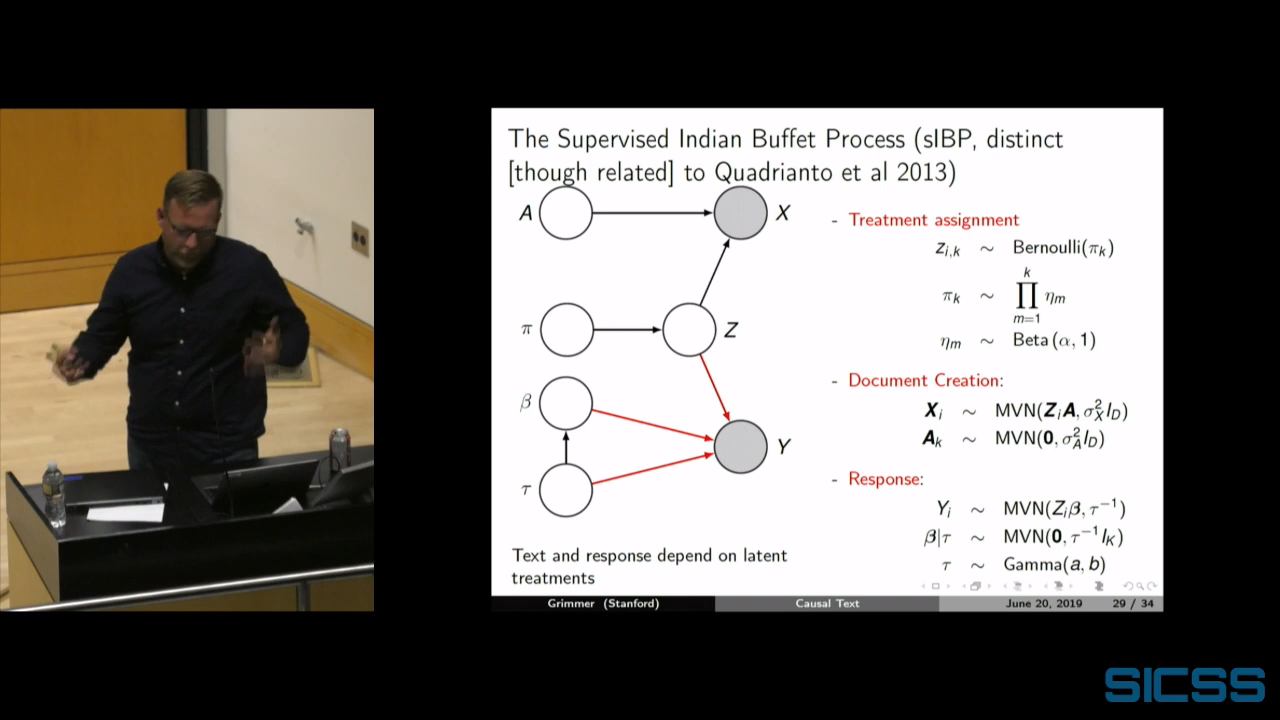 The Supervised Indian Buffet Process (sIBP, distinct
[though related] to Quadrianto et al 2013)
A
X
π
Z
β
Y
τ
Text and response depend on latent
treatments
- Treatment assignment
z_{i,k} ∼ Bernoulli(π_k)
π_k ∼ ∏_{m=1}^{k} η_m
η_m ∼ Beta(α, 1)
- Document Creation:
X_i ∼ MVN(Z_iA, σ_X^2 I_D)
A_k ∼ MVN(0, σ_A^2 I_D)
- Response:
Y_i ∼ MVN(Z_iβ, τ^{-1})
β|τ ∼ MVN(0, τ^{-1}I_K)
τ ∼ Gamma(a, b)
Grimmer (Stanford) Causal Text June 20, 2019 29 / 34
SICSS